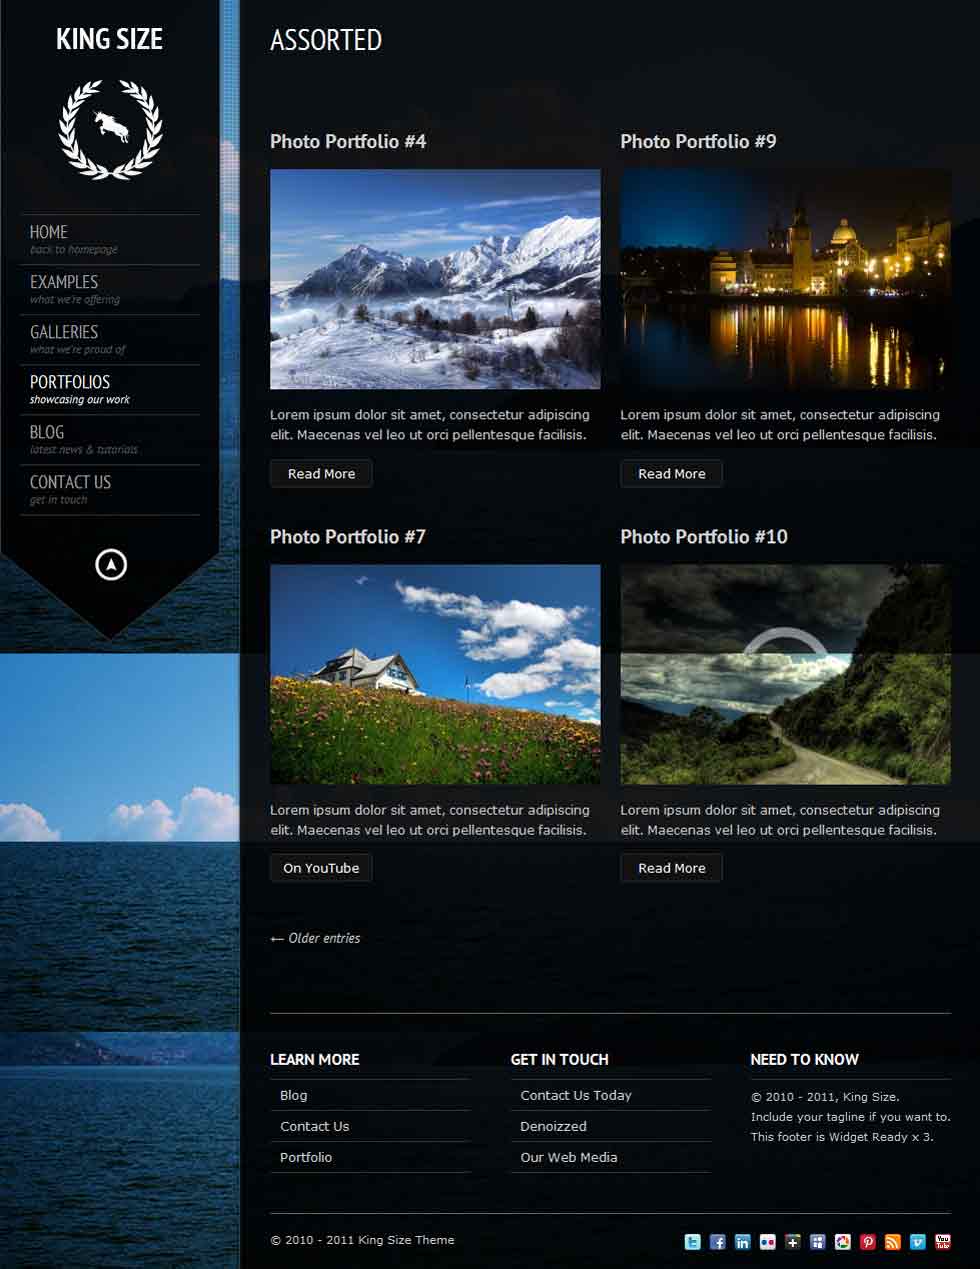 KING SIZE
HOME
back to homepage
EXAMPLES
what we're offering
GALLERIES
what we're proud of
PORTFOLIOS
showcasing our work
BLOG
latest news & tutorials
CONTACT US
get in touch
ASSORTED
Photo Portfolio #4
Lorem ipsum dolor sit amet, consectetur adipiscing
elit. Maecenas vel leo ut orci pellentesque facilisis.
Read More
Photo Portfolio #9
Lorem ipsum dolor sit amet, consectetur adipiscing
elit. Maecenas vel leo ut orci pellentesque facilisis.
Read More
Photo Portfolio #7
Lorem ipsum dolor sit amet, consectetur adipiscing
elit. Maecenas vel leo ut orci pellentesque facilisis.
On YouTube
Photo Portfolio #10
Lorem ipsum dolor sit amet, consectetur adipiscing
elit. Maecenas vel leo ut orci pellentesque facilisis.
Read More
← Older entries
LEARN MORE
Blog
Contact Us
Portfolio
GET IN TOUCH
Contact Us Today
Denoizzed
Our Web Media
NEED TO KNOW
© 2010 - 2011, King Size.
Include your tagline if you want to.
This footer is Widget Ready x 3.
© 2010 - 2011 King Size Theme
You Tube